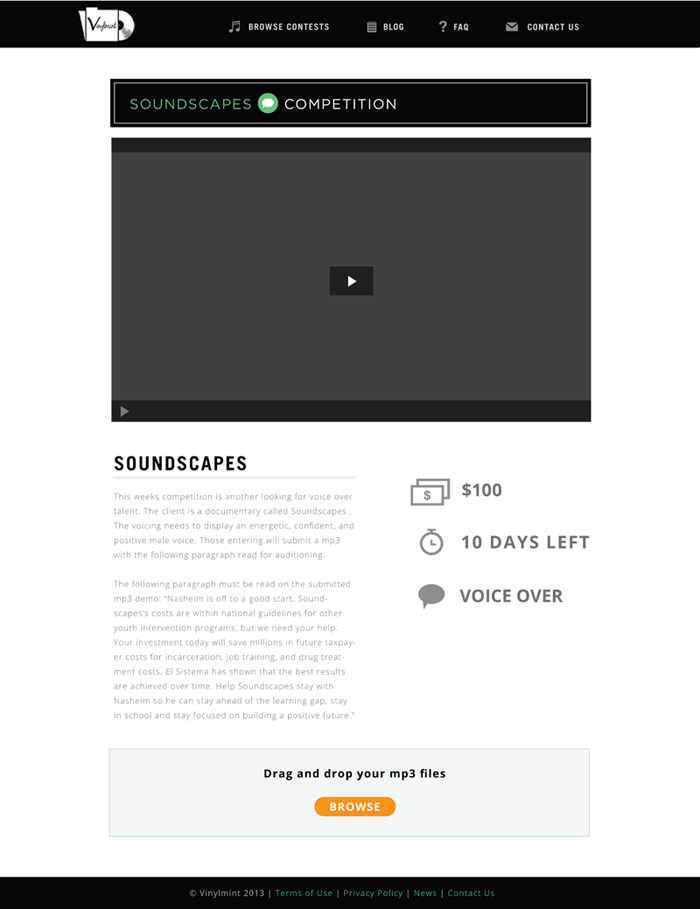 Vinylmint
BROWSE CONTESTS
BLOG
? FAQ
CONTACT US
SOUNDSCAPES COMPETITION
SOUNDSCAPES
This weeks competition is another looking for voice over
talent. The client is a documentary called Soundscapes .
The voicing needs to display an energetic, confident, and
positive male voice. Those entering will submit a mp3
with the following paragraph read for auditioning.
The following paragraph must be read on the submitted
mp3 demo: “Nasheim is off to a good start. Sound-
scapes’s costs are within national guidelines for other
youth intervention programs, but we need your help.
Your investment today will save millions in future taxpay-
er costs for incarceration, job training, and drug treat-
ment costs. El Sistema has shown that the best results
are achieved over time. Help Soundscapes stay with
Nasheim so he can stay ahead of the learning gap, stay
in school and stay focused on building a positive future.”
$ $100
10 DAYS LEFT
VOICE OVER
Drag and drop your mp3 files
BROWSE
© Vinylmint 2013 | Terms of Use | Privacy Policy | News | Contact Us